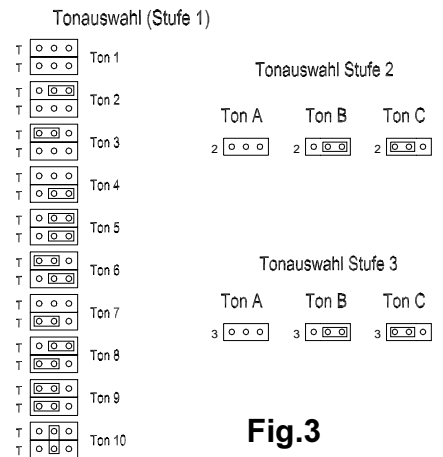 Tonauswahl (Stufe 1)
T
T
Ton 1
T
T
Ton 2
T
T
Ton 3
T
T
Ton 4
T
T
Ton 5
T
T
Ton 6
T
T
Ton 7
T
T
Ton 8
T
T
Ton 9
T
T
Ton 10
Tonauswahl Stufe 2
Ton A Ton B Ton C
2 2 2
Tonauswahl Stufe 3
Ton A Ton B Ton C
3 3 3
Fig.3